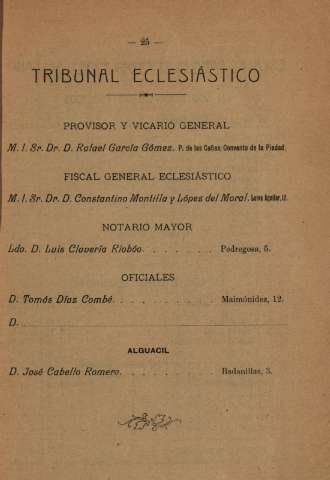 — 25 —
TRIBUNAL ECLESIÁSTICO
PROVISOR Y VICARIO GENERAL
M. I. Sr. Dr. D. Rafael García Gómez. P. de las Cañas, Convento de la Piedad.
FISCAL GENERAL ECLESIÁSTICO
M. I. Sr. Dr. D. Constantino Montilla y López del Moral.
NOTARIO MAYOR
Ldo. D. Luis Clavería Riobóo. . . . . . . . Pedregosa, 5.
OFICIALES
D. Tomás Díaz Combé. . . . . . . . . . Maimónides, 12.
D.
ALGUACIL
D. José Cabello Romero. . . . . . . . . Badanillas, 3.